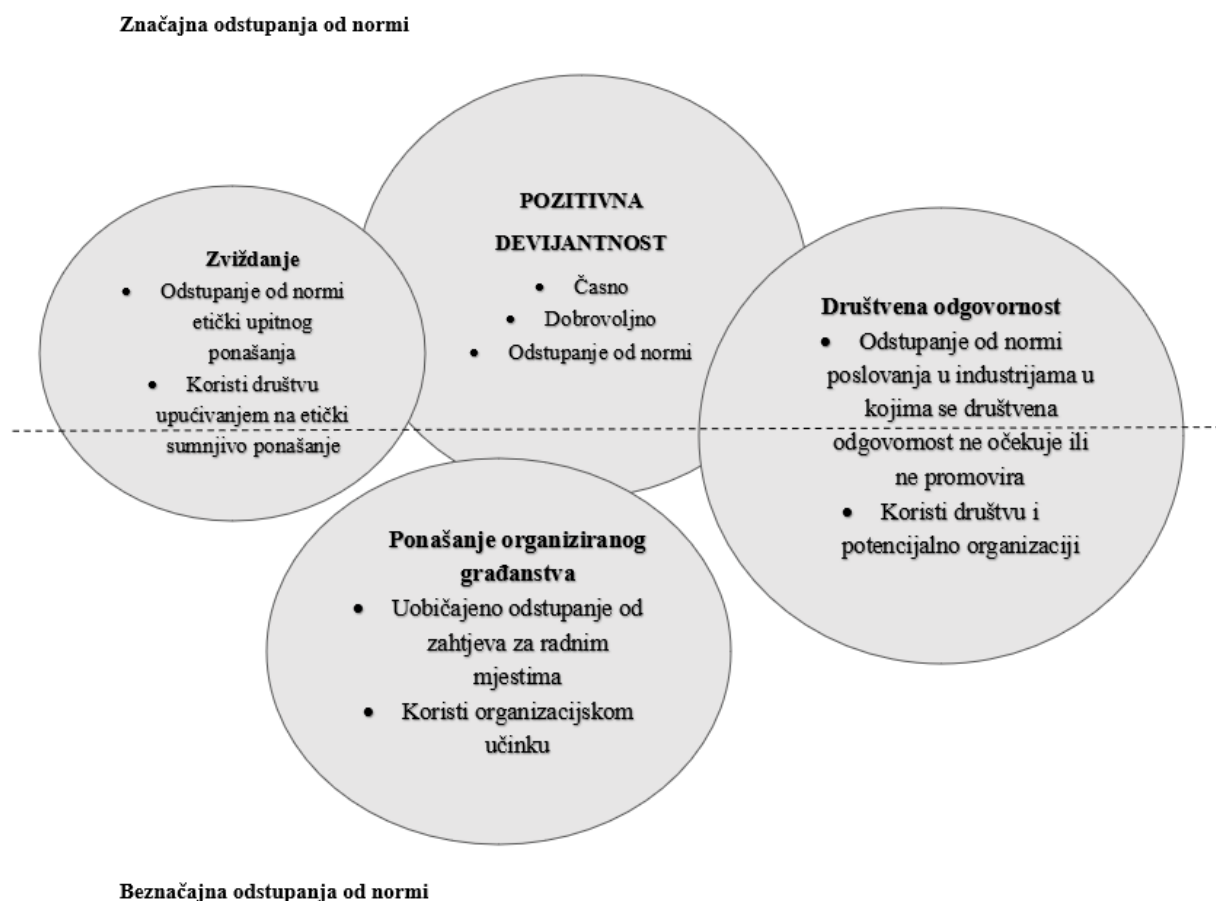 Značajna odstupanja od normi
POZITIVNA
DEVIJANTNOST
• Časno
• Dobrovoljno
• Odstupanje od normi
Zviždanje
• Odstupanje od normi
etički upitnog
ponašanja
• Koristi društvu
upućivanjem na etički
sumnjivo ponašanje
Društvena odgovornost
• Odstupanje od normi
poslovanja u industrijama u
kojima se društvena
odgovornost ne očekuje ili
ne promovira
• Koristi društvu i
potencijalno organizaciji
Ponašanje organiziranog
građanstva
• Uobičajeno odstupanje od
zahtjeva za radnim
mjestima
• Koristi organizacijskom
učinku
Beznačajna odstupanja od normi